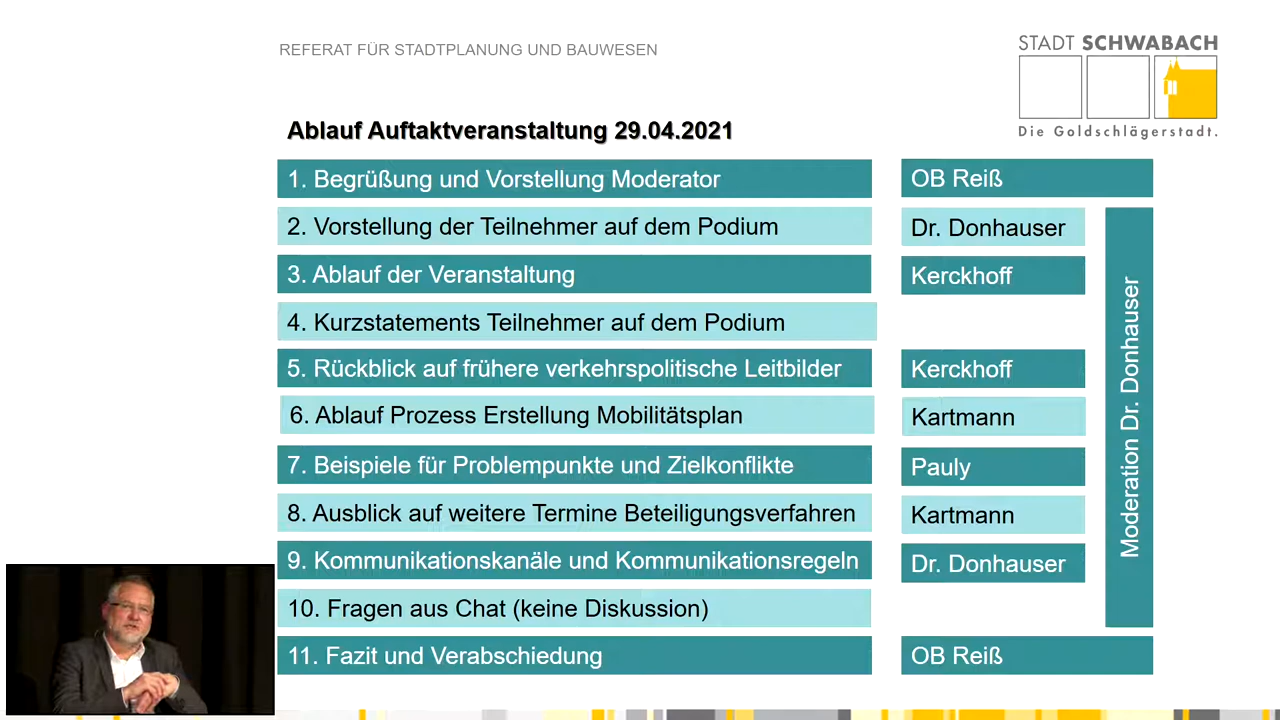 REFERAT FÜR STADTPLANUNG UND BAUWESEN
STADT SCHWABACH
Die Goldschlägerstadt.
Ablauf Auftaktveranstaltung 29.04.2021
1. Begrüßung und Vorstellung Moderator
OB Reiß
2. Vorstellung der Teilnehmer auf dem Podium
Dr. Donhauser
3. Ablauf der Veranstaltung
Kerckhoff
4. Kurzstatements Teilnehmer auf dem Podium
5. Rückblick auf frühere verkehrspolitische Leitbilder
Kerckhoff
6. Ablauf Prozess Erstellung Mobilitätsplan
Kartmann
7. Beispiele für Problempunkte und Zielkonflikte
Pauly
8. Ausblick auf weitere Termine Beteiligungsverfahren
Kartmann
9. Kommunikationskanäle und Kommunikationsregeln
Dr. Donhauser
10. Fragen aus Chat (keine Diskussion)
11. Fazit und Verabschiedung
OB Reiß
Moderation Dr. Donhauser